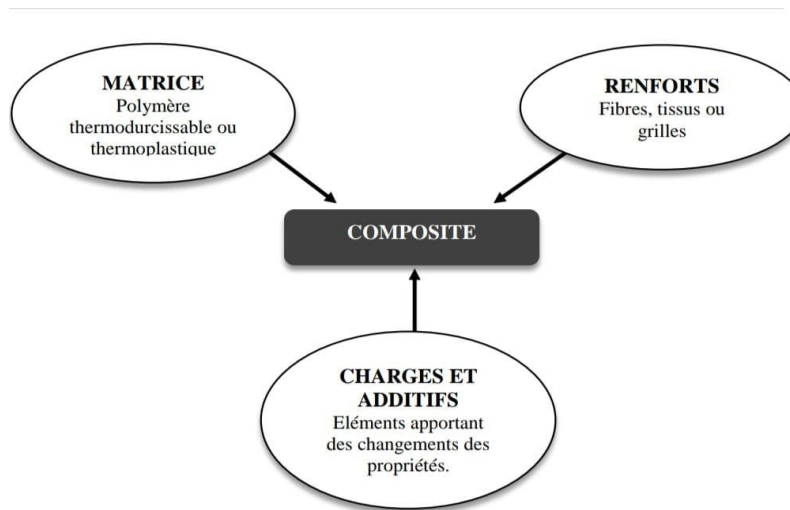 MATRICE
Polymère
thermodurcissable ou
thermoplastique
RENFORTS
Fibres, tissus ou
grilles
COMPOSITE
CHARGES ET
ADDITIFS
Eléments apportant
des changements des
propriétés.